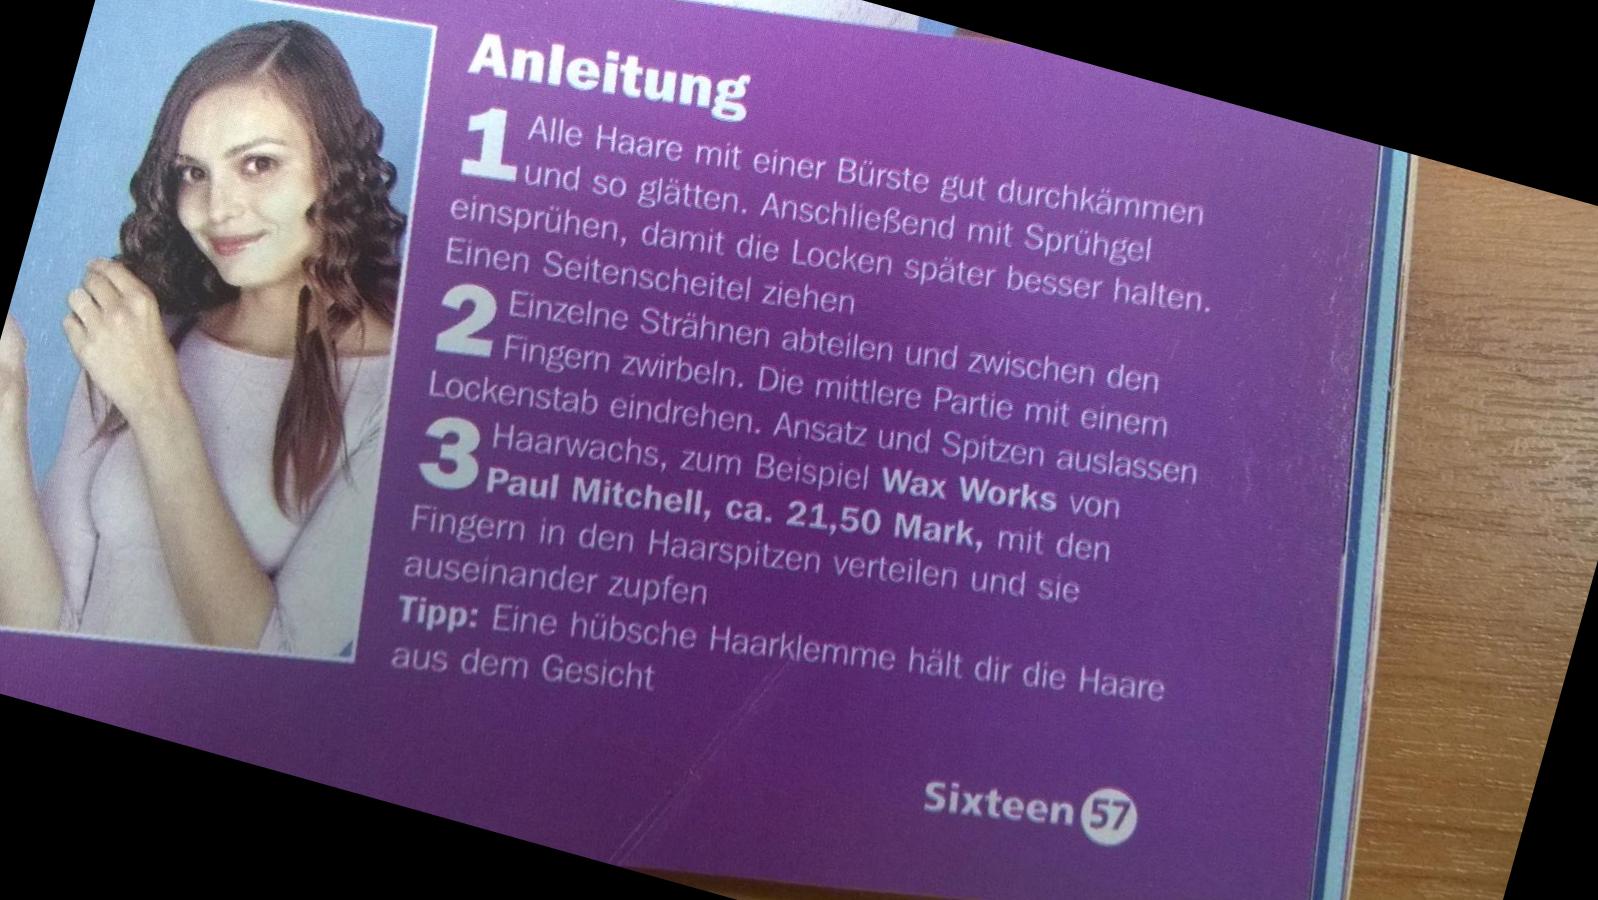 Anleitung
1 Alle Haare mit einer Bürste gut durchkämmen
und so glätten. Anschließend mit Sprühgel
einsprühen, damit die Locken später besser halten.
Einen Seitenscheitel ziehen
2 Einzelne Strähnen abteilen und zwischen den
Fingern zwirbeln. Die mittlere Partie mit einem
Lockenstab eindrehen. Ansatz und Spitzen auslassen
3 Haarwachs, zum Beispiel Wax Works von
Paul Mitchell, ca. 21,50 Mark, mit den
Fingern in den Haarspitzen verteilen und sie
auseinander zupfen
Tipp: Eine hübsche Haarklemme hält dir die Haare
aus dem Gesicht
Sixteen 57